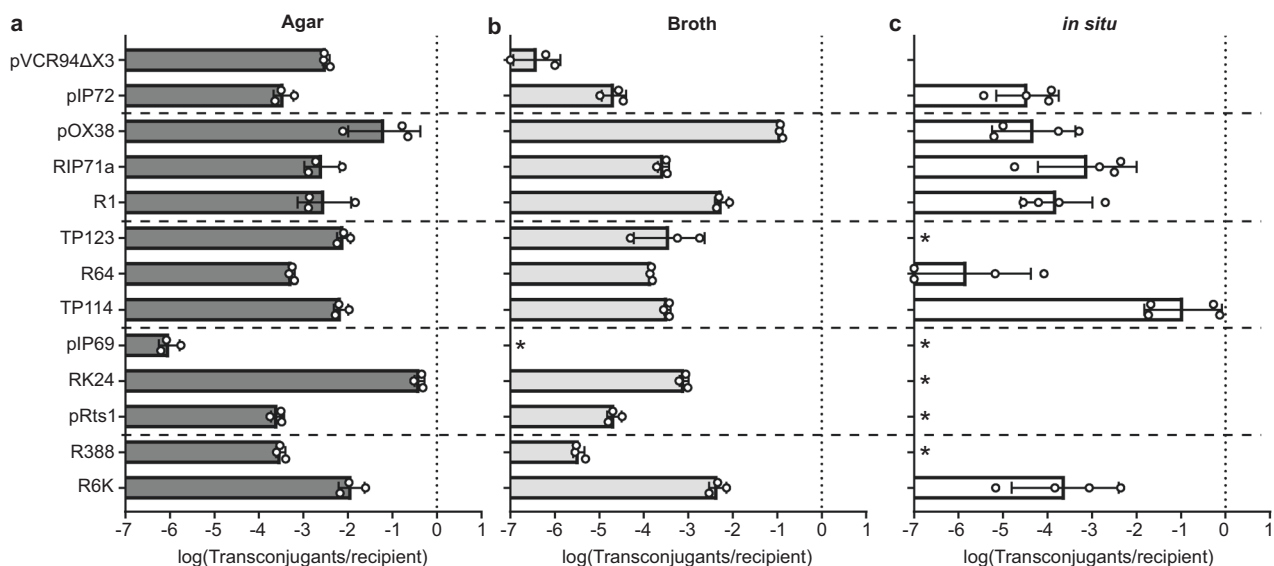 a Agar b Broth c in situ
pVCR94ΔX3
pIP72
pOX38
RIP71a
R1
TP123 *
R64
TP114
pIP69 * *
RK24 *
pRts1 *
R388 *
R6K
-7 -6 -5 -4 -3 -2 -1 0 1 -7 -6 -5 -4 -3 -2 -1 0 1 -7 -6 -5 -4 -3 -2 -1 0 1
log(Transconjugants/recipient) log(Transconjugants/recipient) log(Transconjugants/recipient)